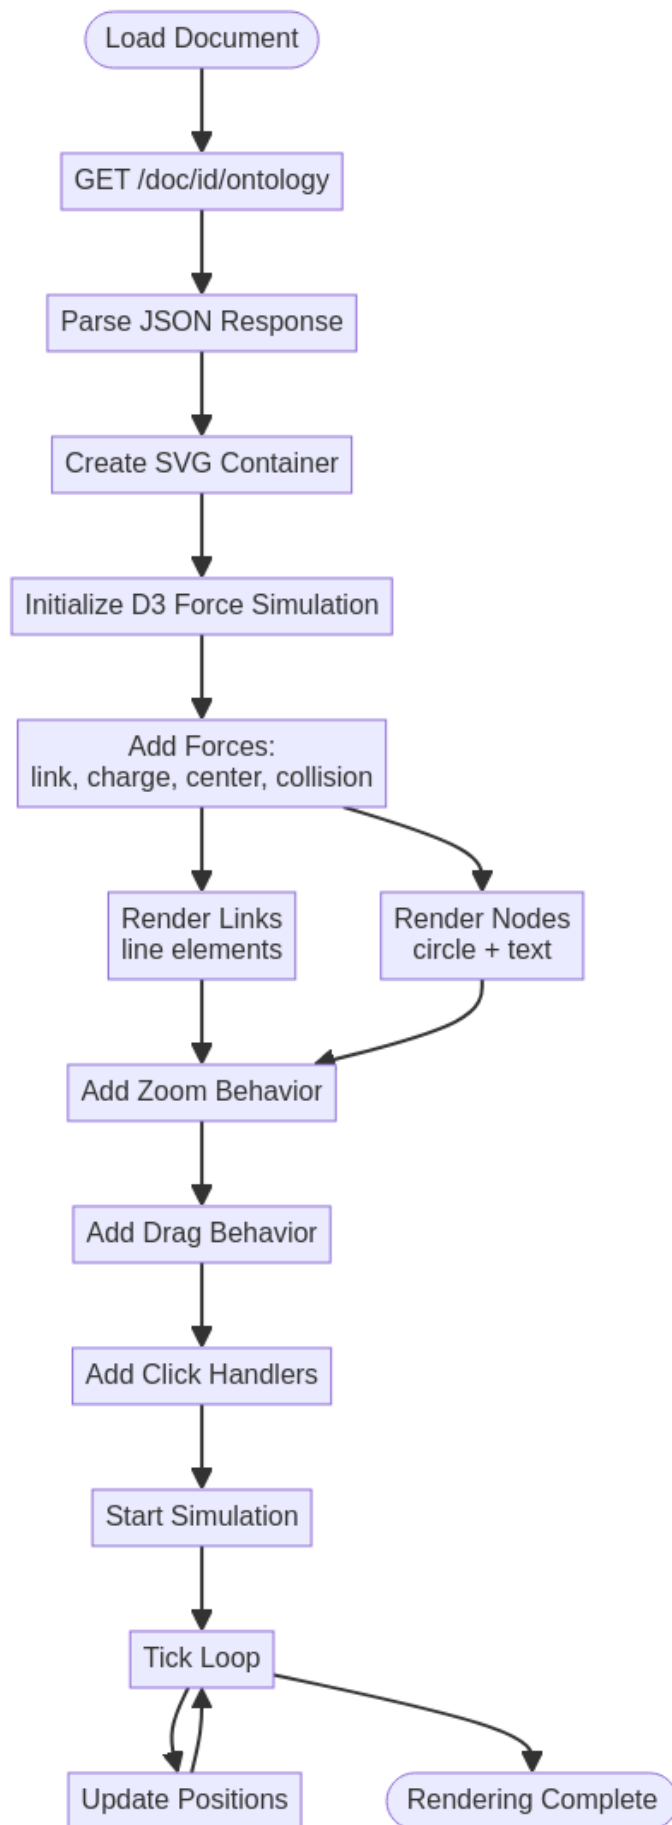 Load Document
GET /doc/id/ontology
Parse JSON Response
Create SVG Container
Initialize D3 Force Simulation
Add Forces:
link, charge, center, collision
Render Links
line elements
Render Nodes
circle + text
Add Zoom Behavior
Add Drag Behavior
Add Click Handlers
Start Simulation
Tick Loop
Update Positions
Rendering Complete